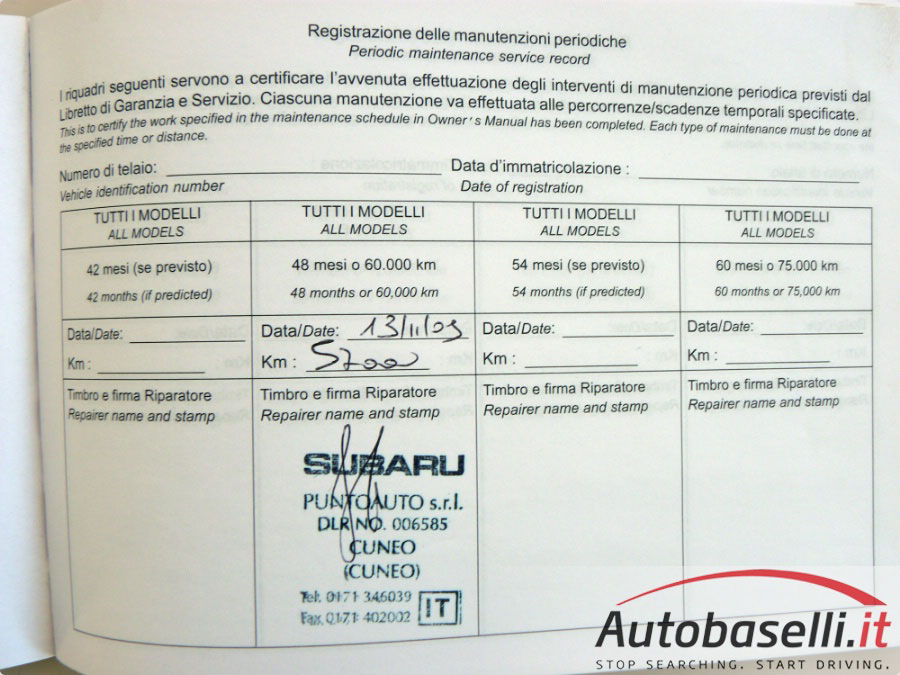 Registrazione delle manutenzioni periodiche
Periodic maintenance service record
I riquadri seguenti servono a certificare l'avvenuta effettuazione degli interventi di manutenzione periodica previsti dal
Libretto di Garanzia e Servizio. Ciascuna manutenzione va effettuata alle percorrenze/scadenze temporali specificate.
This is to certify the work specified in the maintenance schedule in Owner's Manual has been completed. Each type of maintenance must be done at
the specified time or distance.
Numero di telaio: Data d'immatricolazione :
Vehicle identification number Date of registration
TUTTI I MODELLI TUTTI I MODELLI TUTTI I MODELLI TUTTI I MODELLI
ALL MODELS ALL MODELS ALL MODELS ALL MODELS
42 mesi (se previsto) 48 mesi o 60.000 km 54 mesi (se previsto) 60 mesi o 75.000 km
42 months (if predicted) 48 months or 60,000 km 54 months (if predicted) 60 months or 75,000 km
Data/Date: Data/Date: 13/11/09 Data/Date: Data/Date:
Km : Km : 57000 Km : Km :
Timbro e firma Riparatore Timbro e firma Riparatore Timbro e firma Riparatore Timbro e firma Riparatore
Repairer name and stamp Repairer name and stamp Repairer name and stamp Repairer name and stamp
SUBARU
PUNTOAUTO s.r.l.
DLR NO. 006585
CUNEO
(CUNEO)
Tel. 0171 346039
Fax. 0171 402002
IT
Autobaselli.it
STOP SEARCHING. START DRIVING.